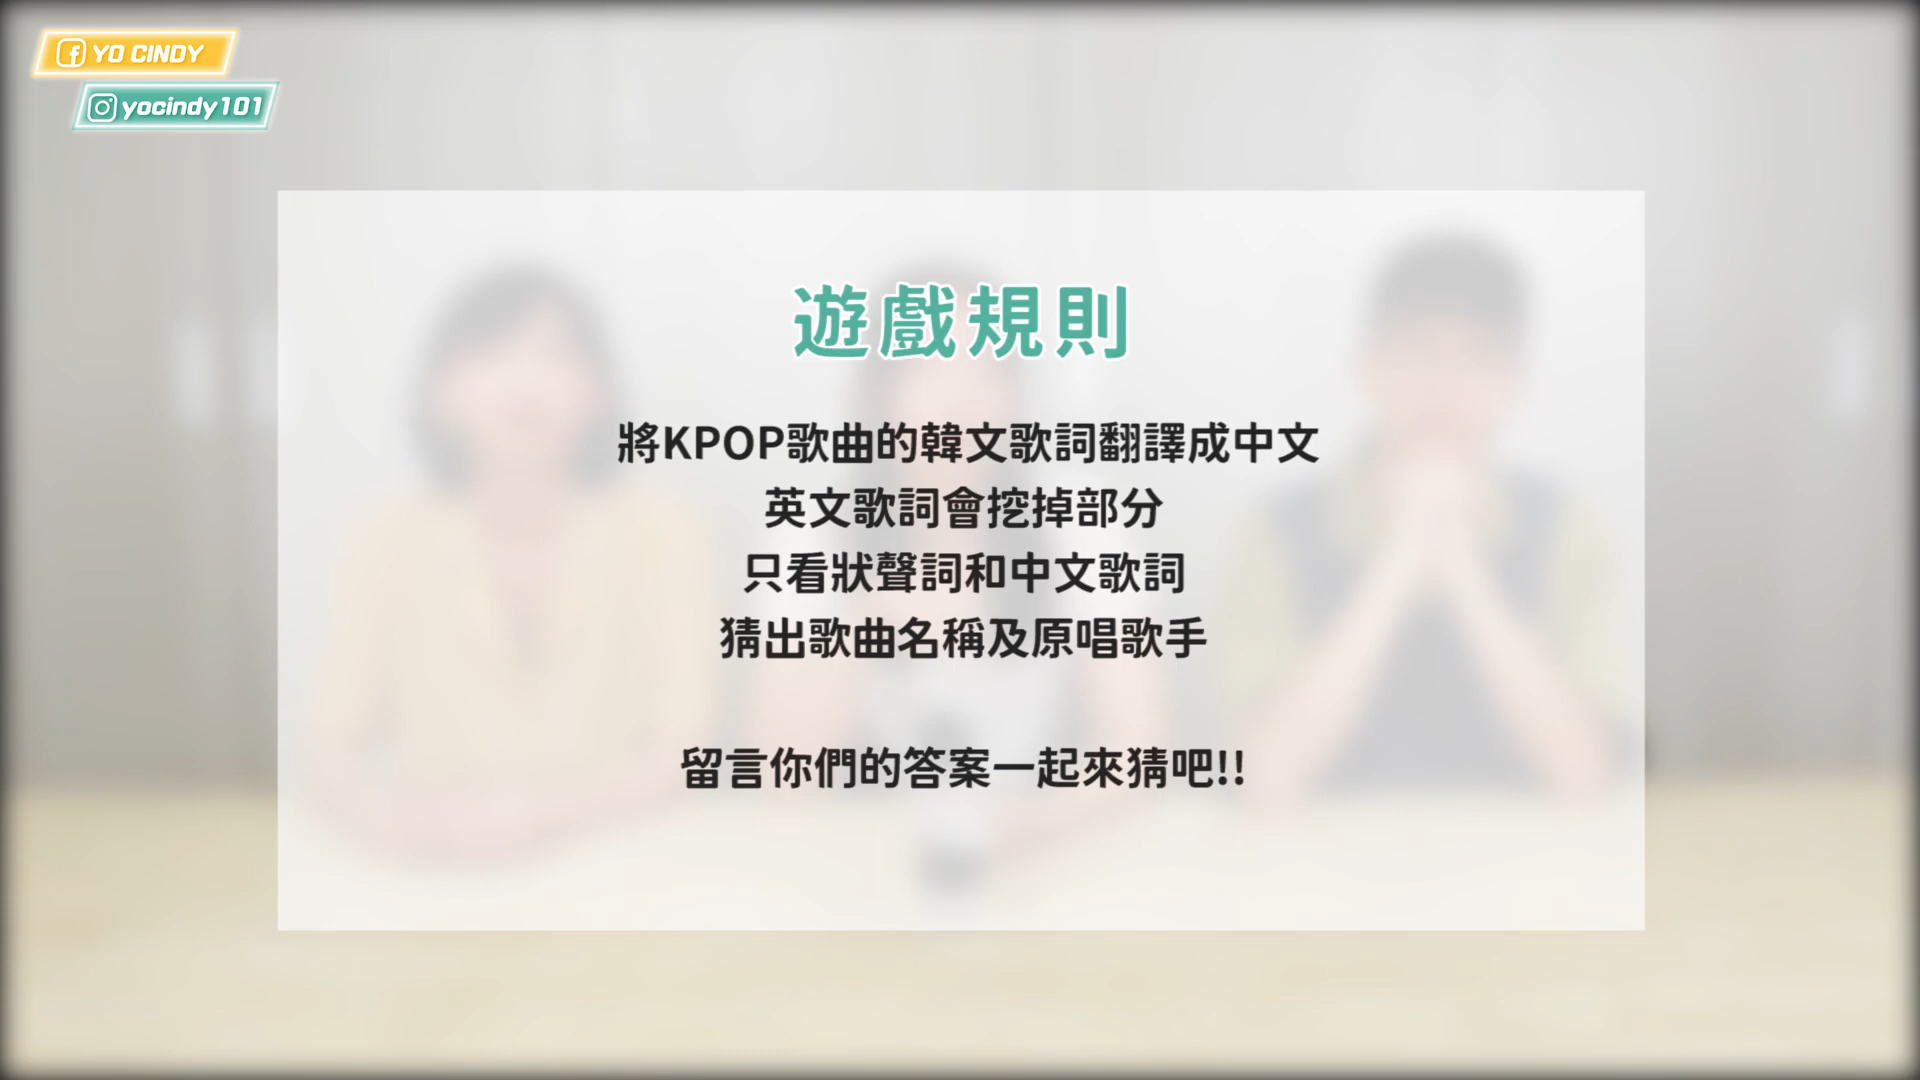 YO CINDY
yocindy101
遊戲規則
將KPOP歌曲的韓文歌詞翻譯成中文
英文歌詞會挖掉部分
只看狀聲詞和中文歌詞
猜出歌曲名稱及原唱歌手
留言你們的答案一起來猜吧!!